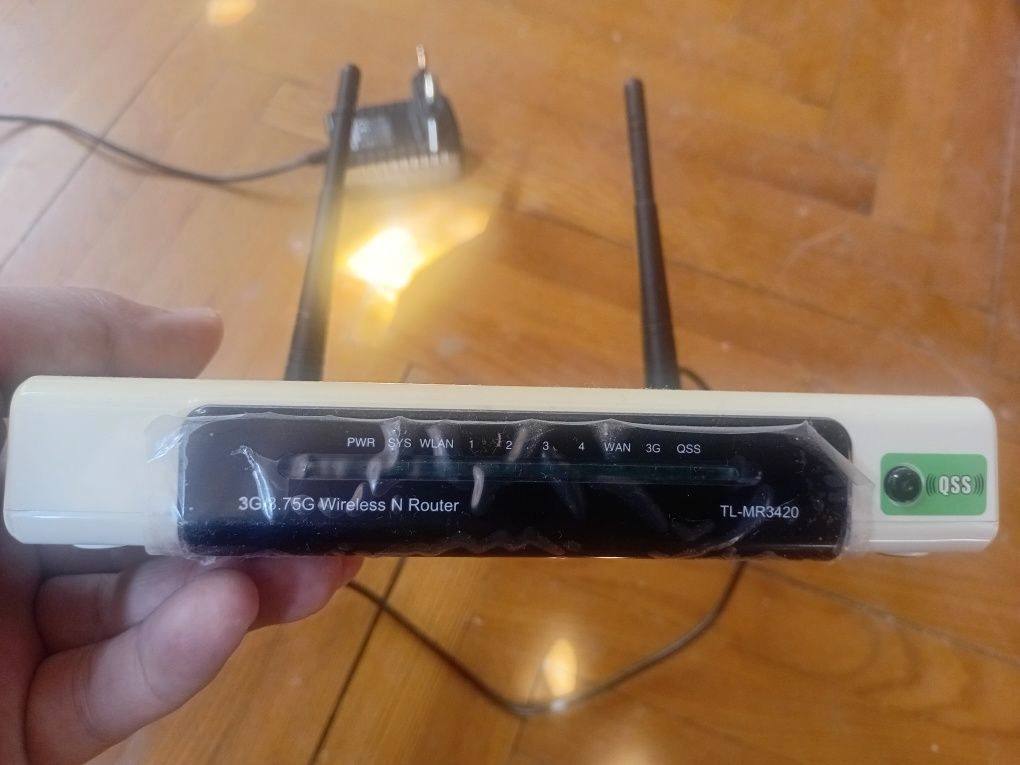 PWR SYS WLAN 1 2 3 4 WAN 3G QSS
3G/3.75G Wireless N Router
TL-MR3420
QSS